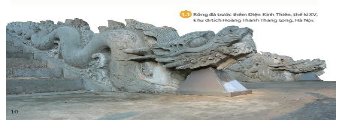 Rồng đá trước thềm Điện Kính Thiên, thế kỉ XV,
Khu di tích Hoàng thành Thăng Long, Hà Nội.